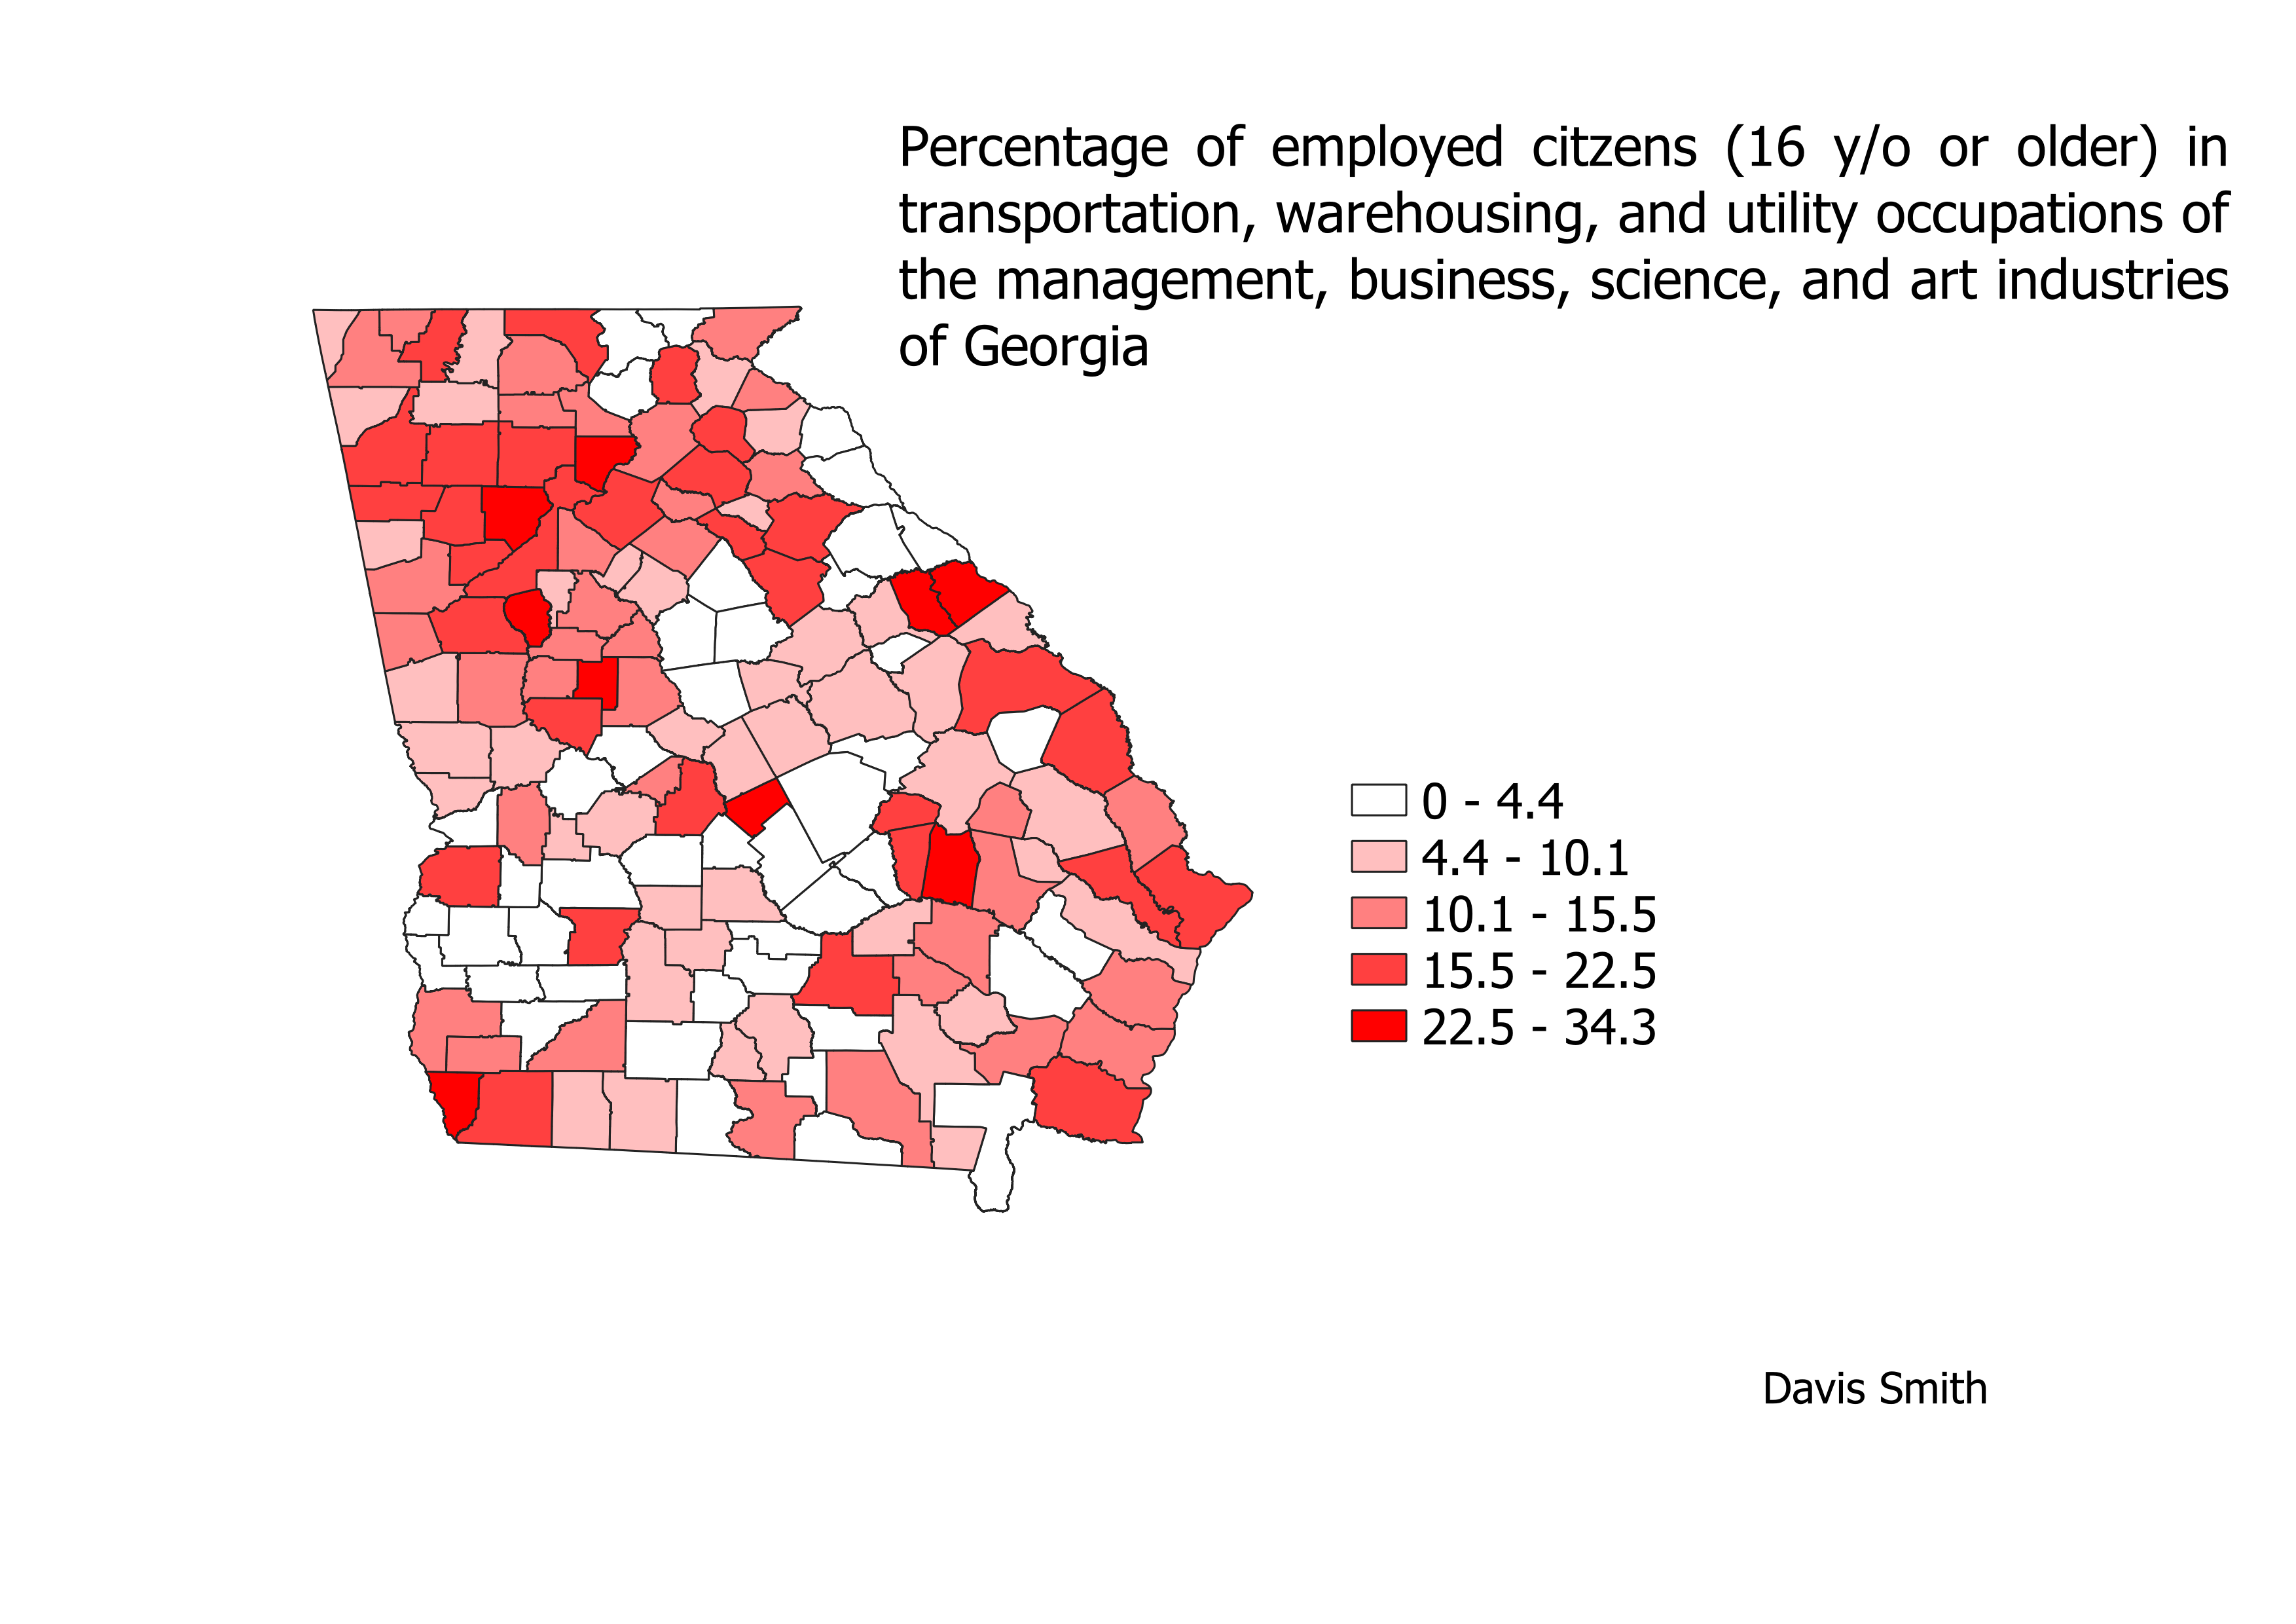 Percentage of employed citzens (16 y/o or older) in
transportation, warehousing, and utility occupations of
the management, business, science, and art industries
of Georgia
0 - 4.4
4.4 - 10.1
10.1 - 15.5
15.5 - 22.5
22.5 - 34.3
Davis Smith